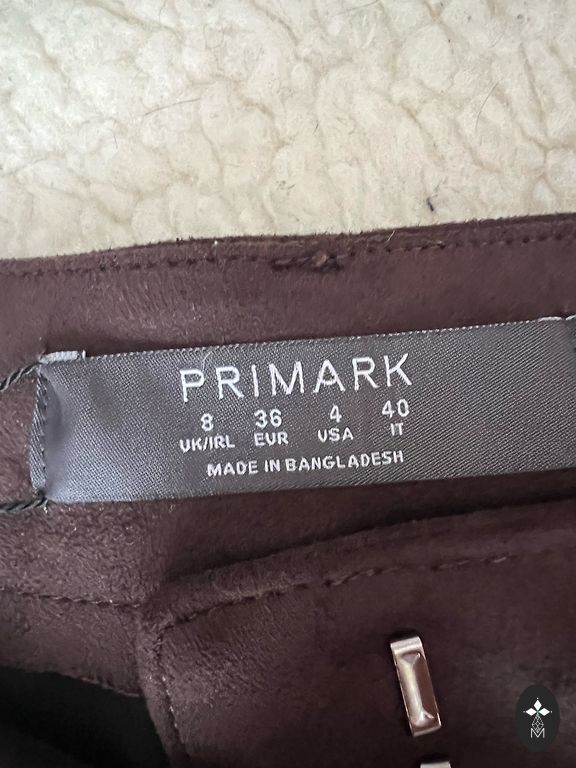 PRIMARK
8 36 4 40
UK/IRL EUR USA IT
MADE IN BANGLADESH
M